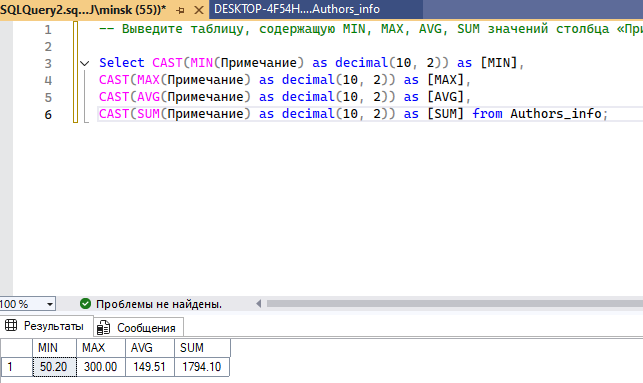 SQLQuery2.sq...J\minsk (55))* DESKTOP-4F54H....Authors_info
1 -- Выведите таблицу, содержащую MIN, MAX, AVG, SUM значений столбца
2
3 Select CAST(MIN(Примечание) as decimal(10, 2)) as [MIN],
4 CAST(MAX(Примечание) as decimal(10, 2)) as [MAX],
5 CAST(AVG(Примечание) as decimal(10, 2)) as [AVG],
6 CAST(SUM(Примечание) as decimal(10, 2)) as [SUM] from Authors_info;
100 % Проблемы не найдены.
Результаты Сообщения
MIN MAX AVG SUM
1 50.20 300.00 149.51 1794.10